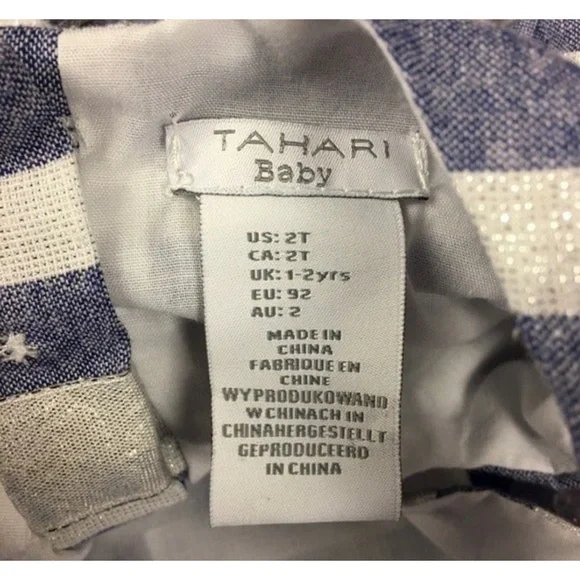 TAHARI
Baby
US: 2T
CA: 2T
UK: 1-2yrs
EU: 92
AU: 2
MADE IN
CHINA
FABRIQUE EN
CHINE
WYPRODUKOWANO
W CHINACH IN
CHINAHERGESTELLT
GEPRODUCEERD
IN CHINA